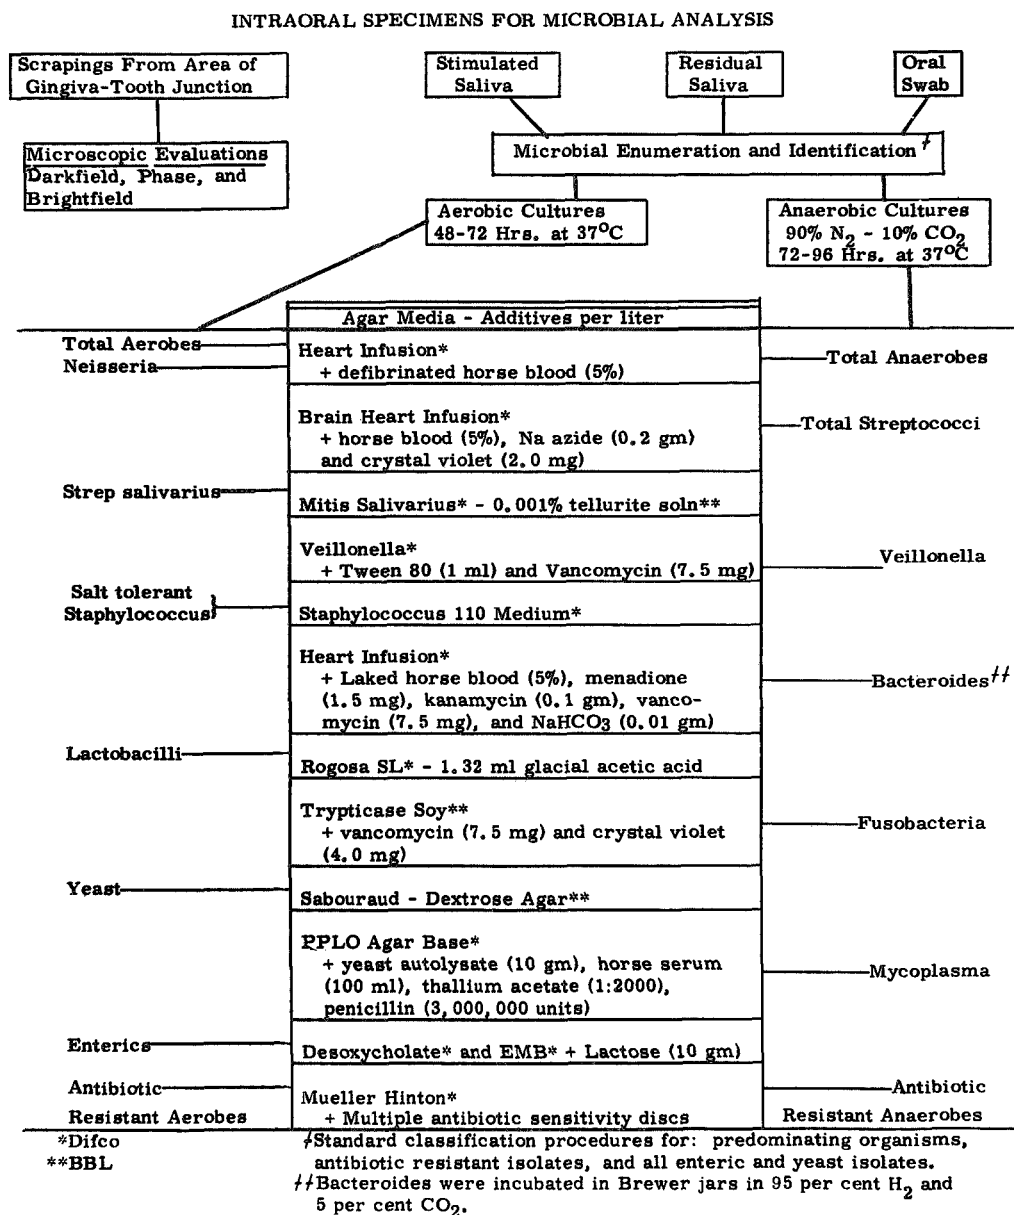 INTRAORAL SPECIMENS FOR MICROBIAL ANALYSIS
Scrapings From Area of
Gingiva-Tooth Junction
Stimulated
Saliva
Residual
Saliva
Oral
Swab
Microscopic Evaluations
Darkfield, Phase, and
Brightfield
Microbial Enumeration and Identification⌿
Aerobic Cultures
48-72 Hrs. at 37°C
Anaerobic Cultures
90% N₂ - 10% CO₂
72-96 Hrs. at 37°C
Agar Media - Additives per liter
Total Aerobes
Neisseria
Heart Infusion*
+ defibrinated horse blood (5%)
Total Anaerobes
Brain Heart Infusion*
+ horse blood (5%), Na azide (0.2 gm)
and crystal violet (2.0 mg)
Total Streptococci
Strep salivarius
Mitis Salivarius* - 0.001% tellurite soln**
Veillonella*
+ Tween 80 (1 ml) and Vancomycin (7.5 mg)
Veillonella
Salt tolerant
Staphylococcus}
Staphylococcus 110 Medium*
Heart Infusion*
+ Laked horse blood (5%), menadione
(1.5 mg), kanamycin (0.1 gm), vanco-
mycin (7.5 mg), and NaHCO₃ (0.01 gm)
Bacteroides⌿⌿
Lactobacilli
Rogosa SL* - 1.32 ml glacial acetic acid
Trypticase Soy**
+ vancomycin (7.5 mg) and crystal violet
(4.0 mg)
Fusobacteria
Yeast
Sabouraud - Dextrose Agar**
PPLO Agar Base*
+ yeast autolysate (10 gm), horse serum
(100 ml), thallium acetate (1:2000),
penicillin (3,000,000 units)
Mycoplasma
Enterics
Desoxycholate* and EMB* + Lactose (10 gm)
Antibiotic
Resistant Aerobes
Mueller Hinton*
+ Multiple antibiotic sensitivity discs
Antibiotic
Resistant Anaerobes
*Difco
**BBL
⌿Standard classification procedures for: predominating organisms,
antibiotic resistant isolates, and all enteric and yeast isolates.
⌿⌿Bacteroides were incubated in Brewer jars in 95 per cent H₂ and
5 per cent CO₂.